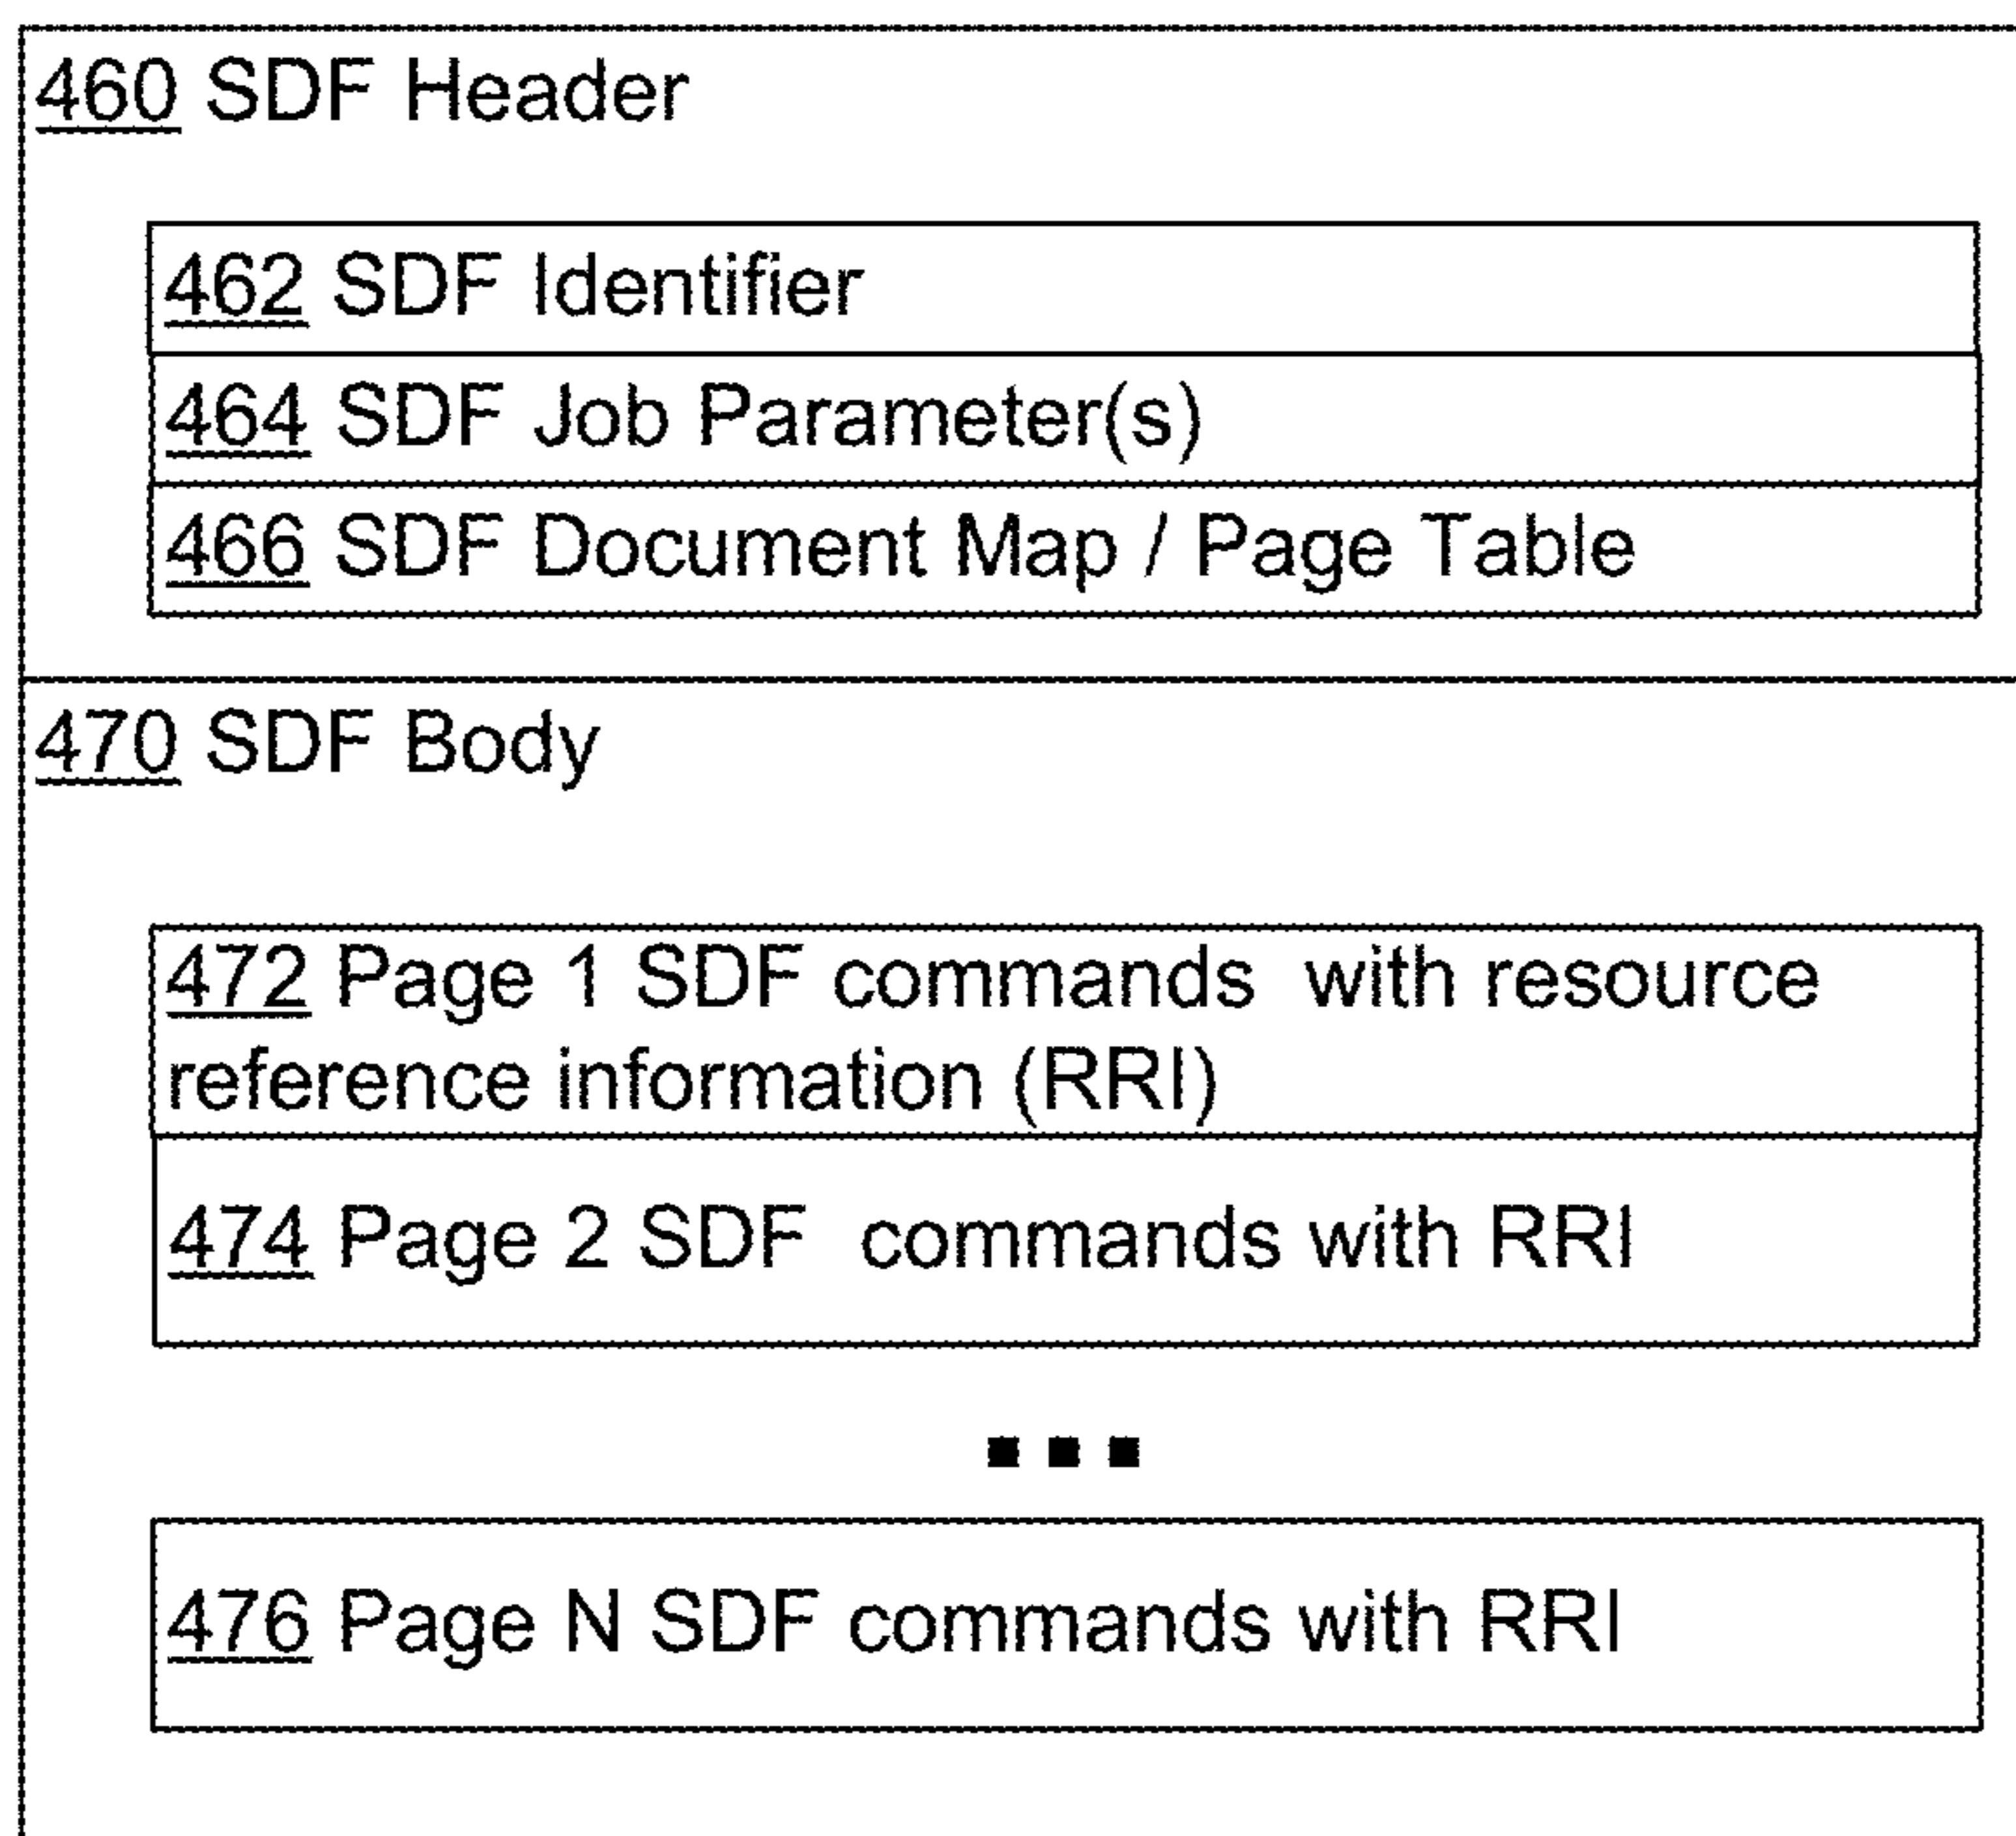 460 SDF Header
462 SDF Identifier
464 SDF Job Parameter(s)
466 SDF Document Map / Page Table
470 SDF Body
472 Page 1 SDF commands with resource
reference information (RRI)
474 Page 2 SDF commands with RRI
...
476 Page N SDF commands with RRI